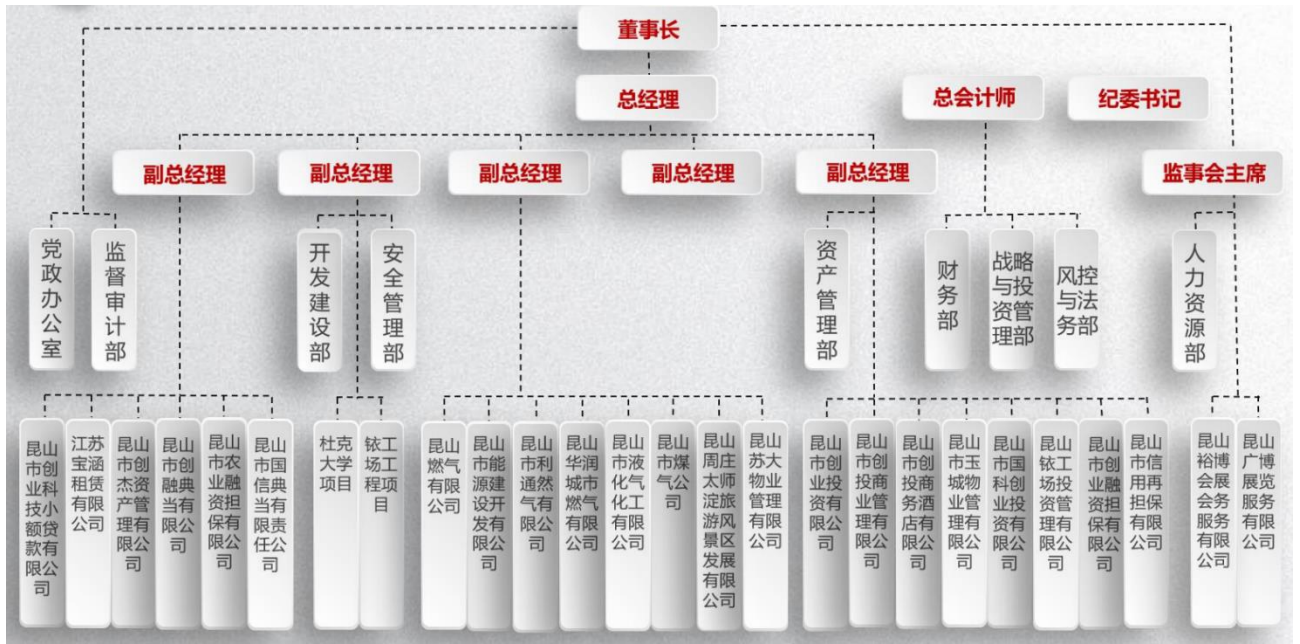 董事长
总经理
总会计师
纪委书记
副总经理
副总经理
副总经理
副总经理
副总经理
监事会主席
党政办公室
监督审计部
开发建设部
安全管理部
资产管理部
财务部
战略与投资管理部
风控与法务部
人力资源部
昆山市创业科技小额贷款有限公司
江苏宝涵租赁有限公司
昆山市创杰资产管理有限公司
昆山市创融典当有限公司
昆山市农业融资担保有限公司
昆山市国信典当有限责任公司
杜克大学项目
铱工场工程项目
昆山燃气有限公司
昆山市能源建设开发有限公司
昆山市利通然气有限公司
昆山华润城市燃气有限公司
昆山市液化气化工有限公司
昆山市煤气公司
昆山周庄太师淀旅游风景区发展有限公司
昆山苏大物业管理有限公司
昆山市创业投资有限公司
昆山市创投商业管理有限公司
昆山市创投商务酒店有限公司
昆山市玉城物业管理有限公司
昆山市国科创业投资有限公司
昆山铱工场投资管理有限公司
昆山市创业融资担保有限公司
昆山市信用再担保有限公司
昆山裕博会展会务服务有限公司
昆山广博展览服务有限公司